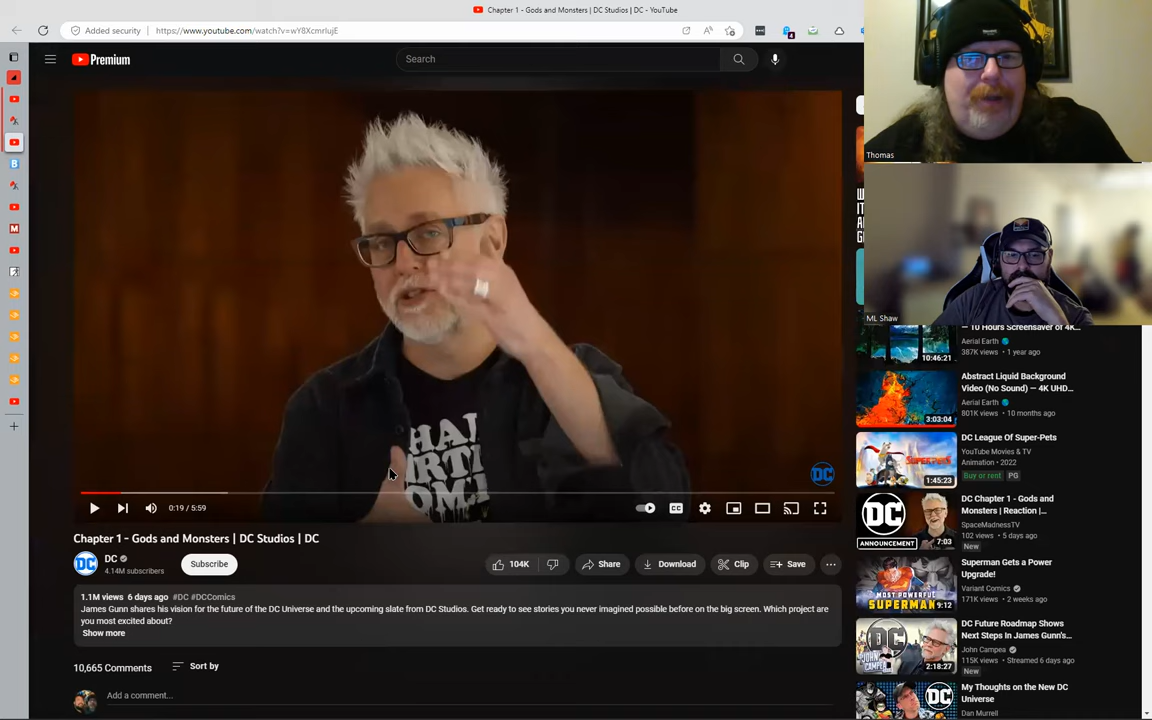 Chapter 1 - Gods and Monsters | DC Studios | DC - YouTube
Added security
https://www.youtube.com/watch?v=wY8XcmrIujE
4
Premium
Search
Thomas
ML Shaw
DC
0:19 / 5:59
Chapter 1 - Gods and Monsters | DC Studios | DC
DC
DC
4.14M subscribers
Subscribe
104K
Share
Download
Clip
Save
1.1M views 6 days ago #DC #DCComics
James Gunn shares his vision for the future of the DC Universe and the upcoming slate from DC Studios. Get ready to see stories you never imagined possible before on the big screen. Which project are
you most excited about?
Show more
10,665 Comments
Sort by
Add a comment...
— 10 Hours Screensaver of 4K...
Aerial Earth
387K views • 1 year ago
10:46:21
Abstract Liquid Background
Video (No Sound) — 4K UHD...
Aerial Earth
801K views • 10 months ago
3:03:04
DC League Of Super-Pets
YouTube Movies & TV
Animation • 2022
Buy or rent PG
1:45:23
DC Chapter 1 - Gods and
Monsters | Reaction |...
SpaceMadnessTV
102 views • 5 days ago
New
DC
ANNOUNCEMENT
7:03
Superman Gets a Power
Upgrade!
Variant Comics
171K views • 2 weeks ago
MOST POWERFUL
SUPERMAN
9:12
DC Future Roadmap Shows
Next Steps In James Gunn's...
John Campea
115K views • Streamed 6 days ago
New
DC
2:18:27
My Thoughts on the New DC
Universe
Dan Murrell
DC